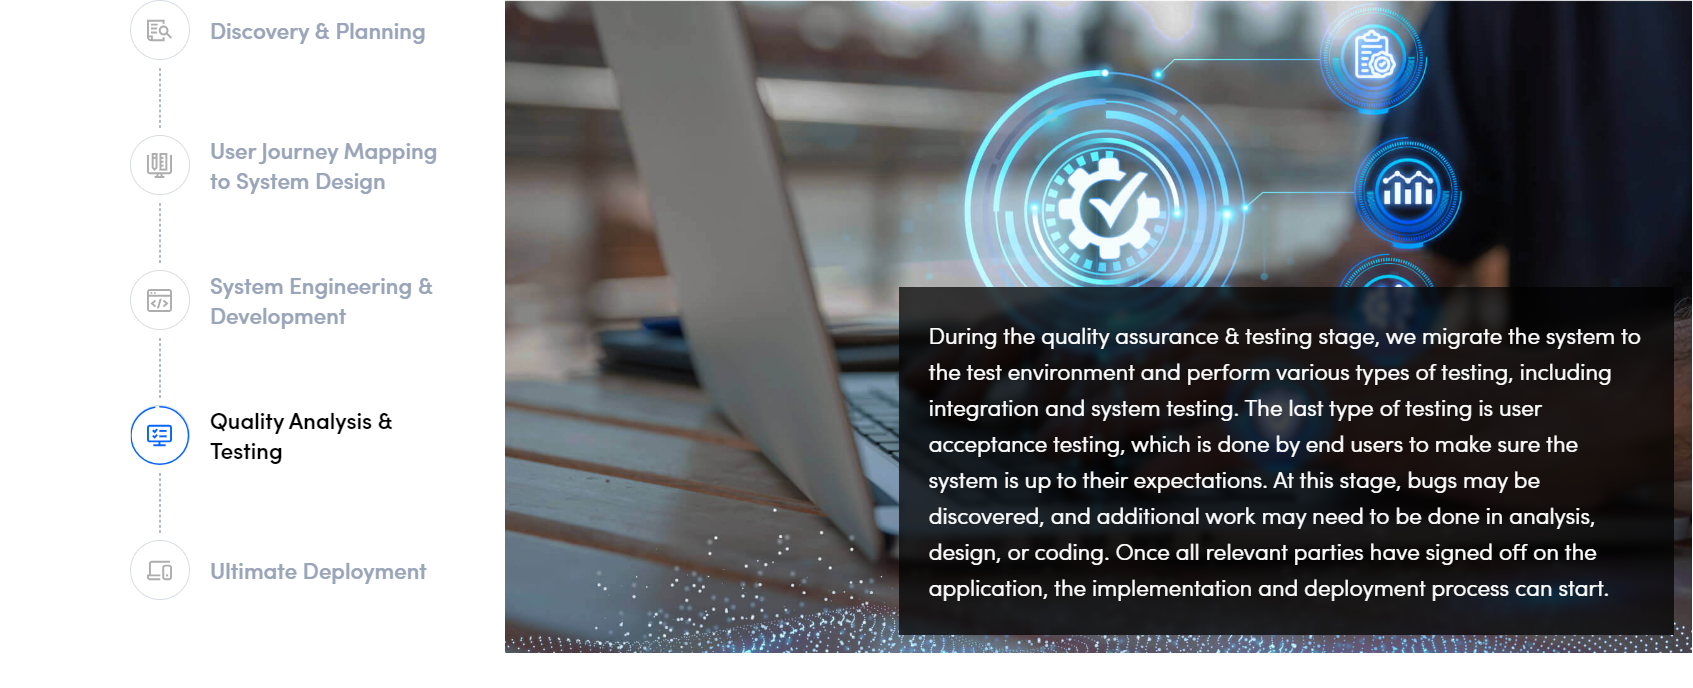 Discovery & Planning
User Journey Mapping
to System Design
System Engineering &
Development
Quality Analysis &
Testing
Ultimate Deployment
During the quality assurance & testing stage, we migrate the system to
the test environment and perform various types of testing, including
integration and system testing. The last type of testing is user
acceptance testing, which is done by end users to make sure the
system is up to their expectations. At this stage, bugs may be
discovered, and additional work may need to be done in analysis,
design, or coding. Once all relevant parties have signed off on the
application, the implementation and deployment process can start.